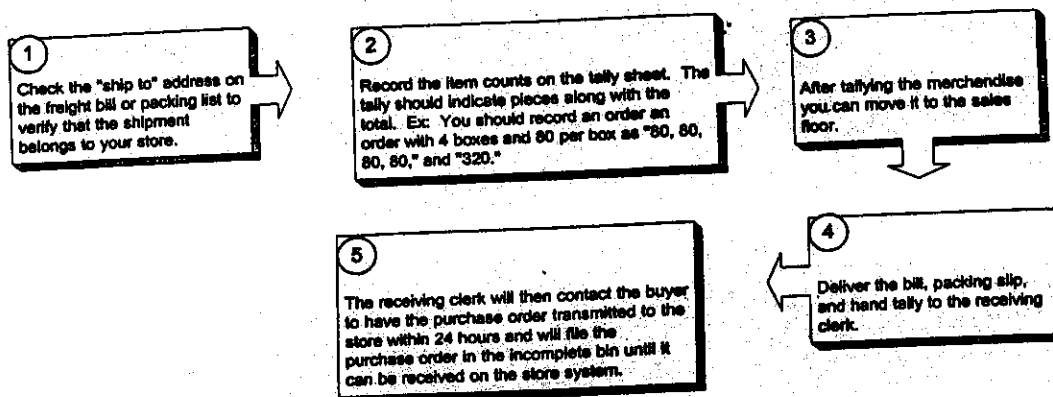 1
Check the "ship to" address on
the freight bill or packing list to
verify that the shipment
belongs to your store.
2
Record the item counts on the tally sheet. The
tally should indicate pieces along with the
total. Ex: You should record an order an
order with 4 boxes and 80 per box as "80, 80,
80, 80," and "320."
3
After tallying the merchandise
you can move it to the sales
floor.
4
Deliver the bill, packing slip,
and hand tally to the receiving
clerk.
5
The receiving clerk will then contact the buyer
to have the purchase order transmitted to the
store within 24 hours and will file the
purchase order in the incomplete bin until it
can be received on the store system.